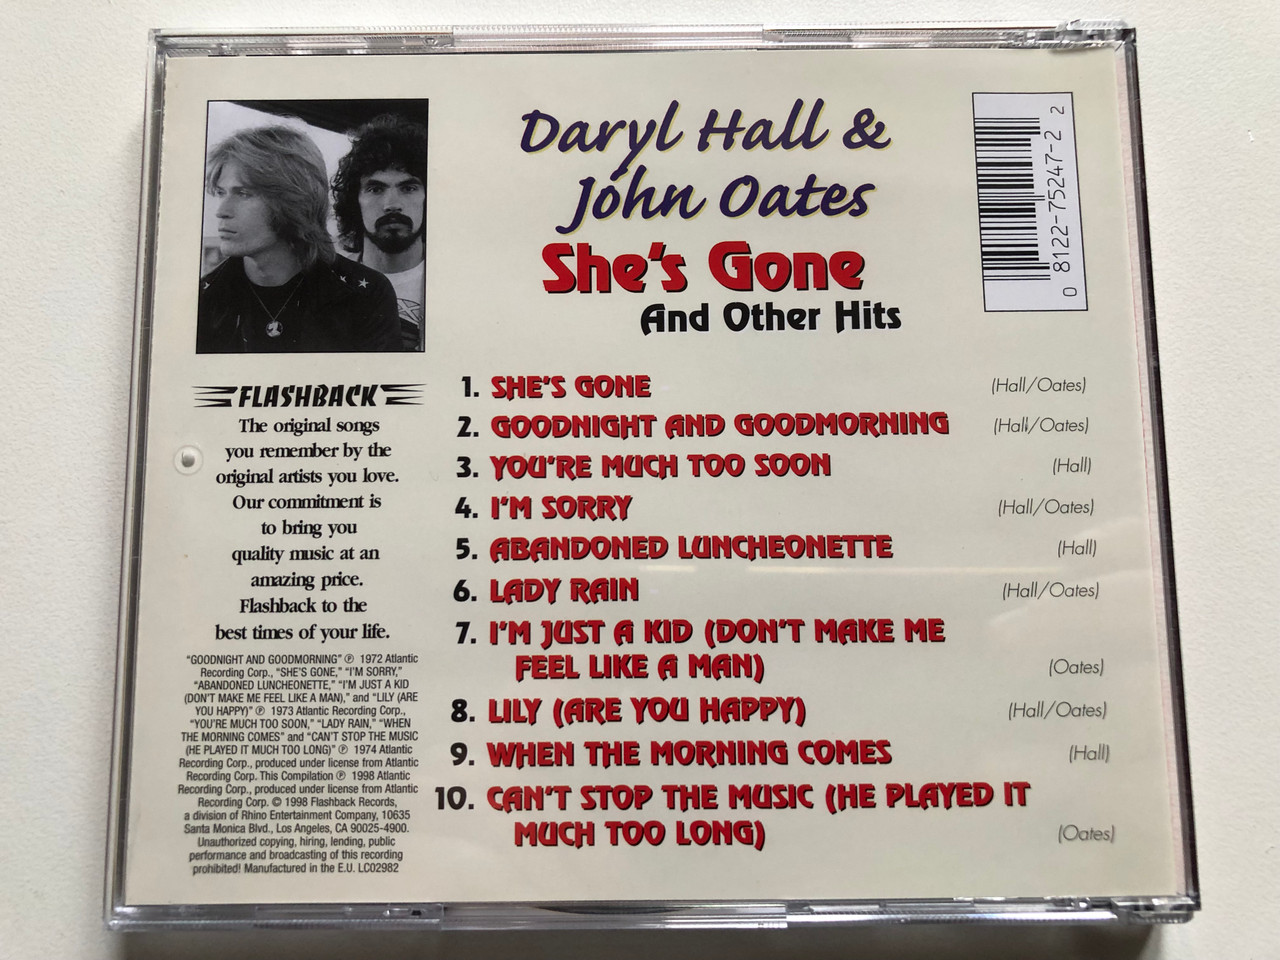 Daryl Hall &
John Oates
She's Gone
And Other Hits
0 8122-75247-2 2
FLASHBACK
The original songs
you remember by the
original artists you love.
Our commitment is
to bring you
quality music at an
amazing price.
Flashback to the
best times of your life.
"GOODNIGHT AND GOODMORNING" ℗ 1972 Atlantic
Recording Corp., "SHE'S GONE," "I'M SORRY,"
"ABANDONED LUNCHEONETTE," "I'M JUST A KID
(DON'T MAKE ME FEEL LIKE A MAN)," and "LILY (ARE
YOU HAPPY)" ℗ 1973 Atlantic Recording Corp.,
"YOU'RE MUCH TOO SOON," "LADY RAIN," "WHEN
THE MORNING COMES" and "CAN'T STOP THE MUSIC
(HE PLAYED IT MUCH TOO LONG)" ℗ 1974 Atlantic
Recording Corp., produced under license from Atlantic
Recording Corp. This Compilation ℗ 1998 Atlantic
Recording Corp., produced under license from Atlantic
Recording Corp. © 1998 Flashback Records,
a division of Rhino Entertainment Company, 10635
Santa Monica Blvd., Los Angeles, CA 90025-4900.
Unauthorized copying, hiring, lending, public
performance and broadcasting of this recording
prohibited! Manufactured in the E.U. LC02982
1. SHE'S GONE (Hall/Oates)
2. GOODNIGHT AND GOODMORNING (Hall/Oates)
3. YOU'RE MUCH TOO SOON (Hall)
4. I'M SORRY (Hall/Oates)
5. ABANDONED LUNCHEONETTE (Hall)
6. LADY RAIN (Hall/Oates)
7. I'M JUST A KID (DON'T MAKE ME
FEEL LIKE A MAN) (Oates)
8. LILY (ARE YOU HAPPY) (Hall/Oates)
9. WHEN THE MORNING COMES (Hall)
10. CAN'T STOP THE MUSIC (HE PLAYED IT
MUCH TOO LONG) (Oates)